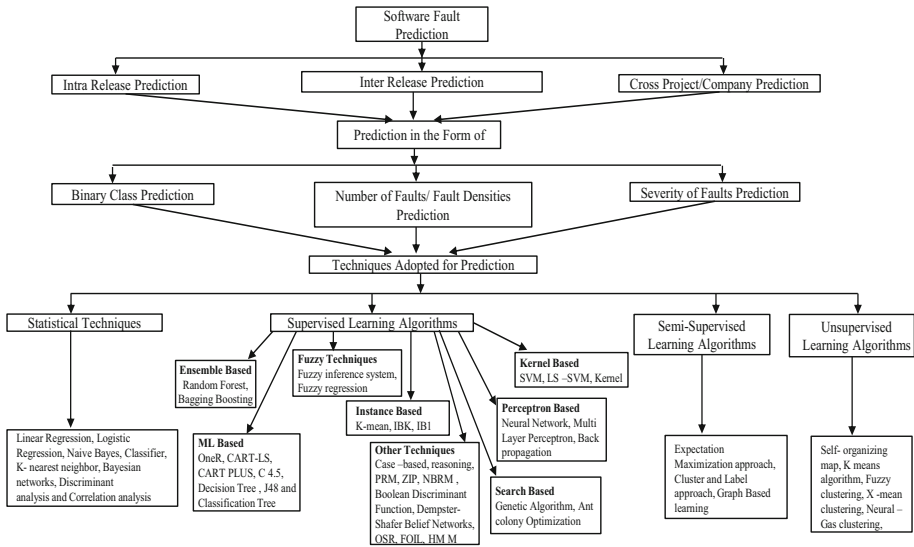 Software Fault
Prediction
Intra Release Prediction
Inter Release Prediction
Cross Project/Company Prediction
Prediction in the Form of
Binary Class Prediction
Number of Faults/ Fault Densities
Prediction
Severity of Faults Prediction
Techniques Adopted for Prediction
Statistical Techniques
Supervised Learning Algorithms
Semi-Supervised
Learning Algorithms
Unsupervised
Learning Algorithms
Ensemble Based
Random Forest,
Bagging Boosting
Fuzzy Techniques
Fuzzy inference system,
Fuzzy regression
Kernel Based
SVM, LS –SVM, Kernel
Instance Based
K-mean, IBK, IB1
Perceptron Based
Neural Network, Multi
Layer Perceptron, Back
propagation
Linear Regression, Logistic
Regression, Naive Bayes, Classifier,
K- nearest neighbor, Bayesian
networks, Discriminant
analysis and Correlation analysis
ML Based
OneR, CART-LS,
CART PLUS, C 4.5,
Decision Tree , J48 and
Classification Tree
Other Techniques
Case –based, reasoning,
PRM, ZIP, NBRM ,
Boolean Discriminant
Function, Dempster-
Shafer Belief Networks,
OSR, FOIL, HM M
Search Based
Genetic Algorithm, Ant
colony Optimization
Expectation
Maximization approach,
Cluster and Label
approach, Graph Based
learning
Self- organizing
map, K means
algorithm, Fuzzy
clustering, X -mean
clustering, Neural –
Gas clustering,